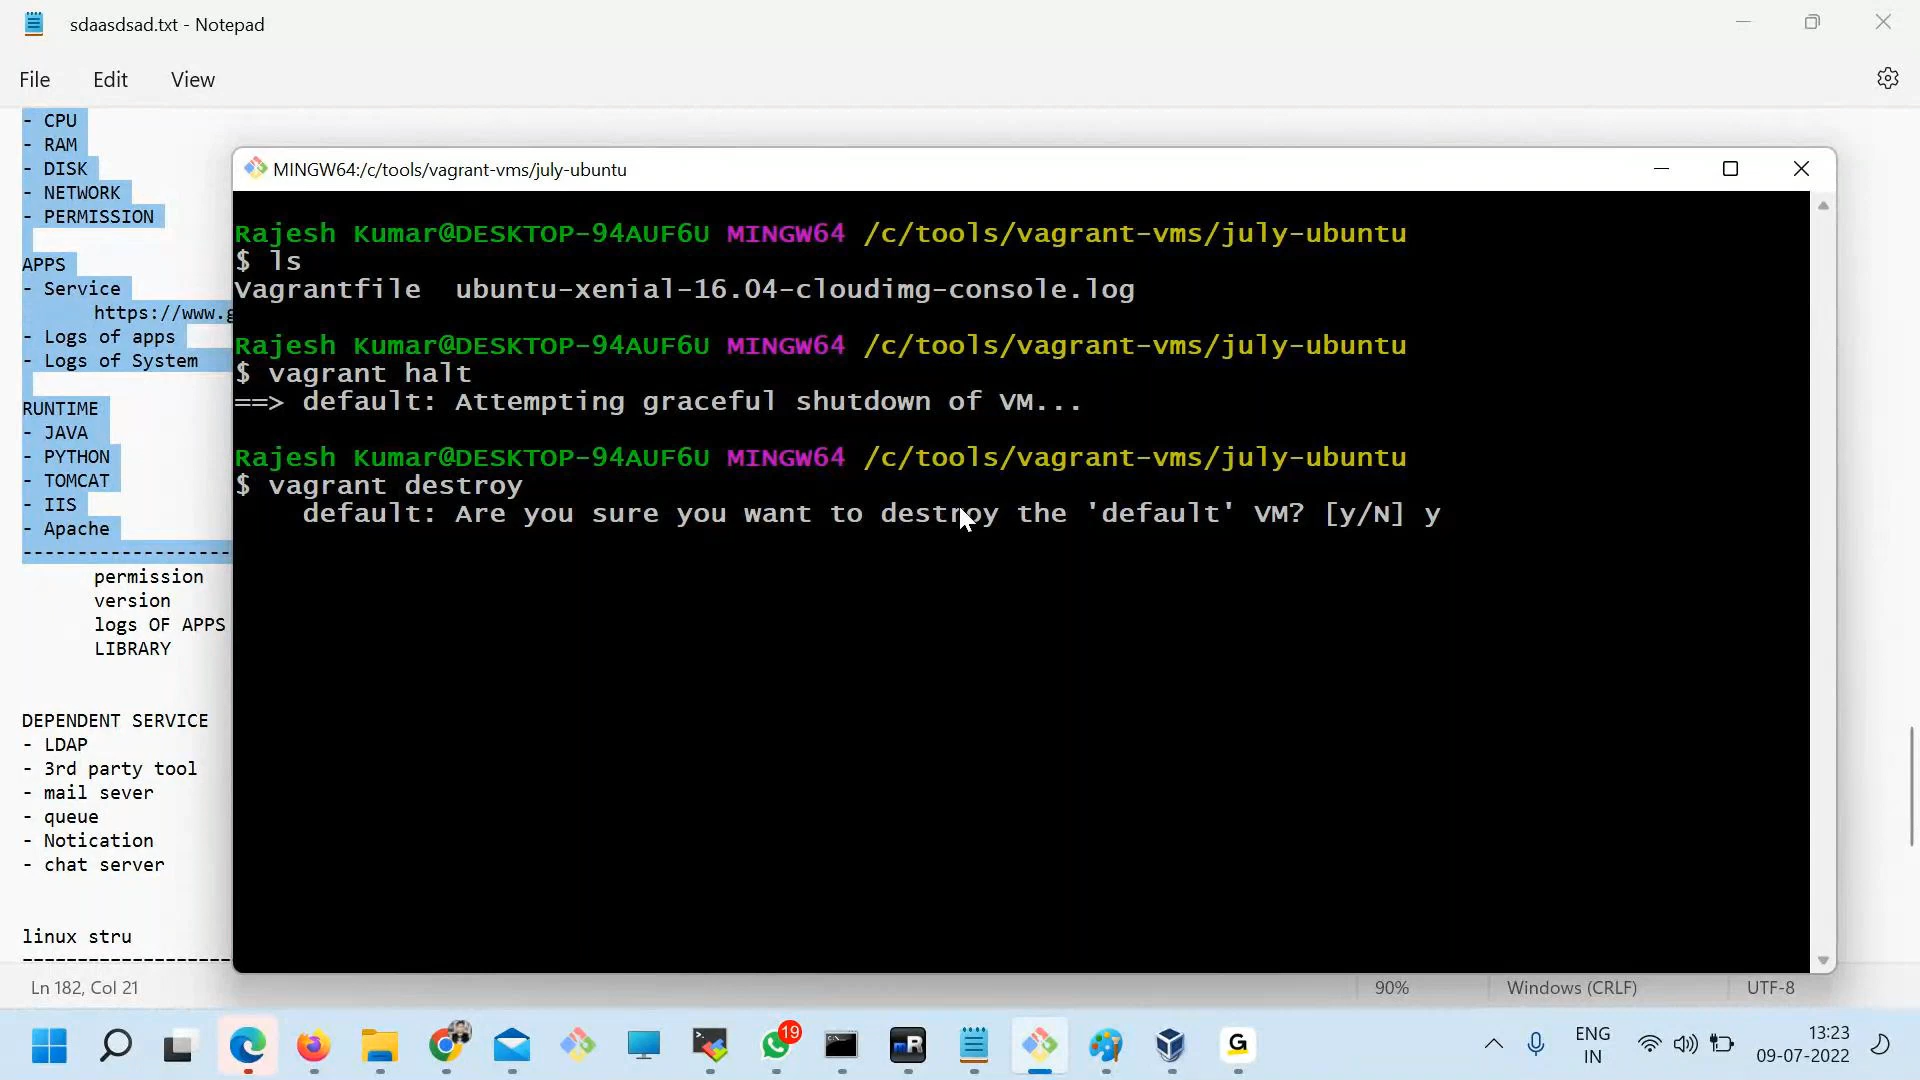 sdaasdsad.txt - Notepad
File Edit View
- CPU
- RAM
- DISK
- NETWORK
- PERMISSION
APPS
- Service
https://www.g
- Logs of apps
- Logs of System
RUNTIME
- JAVA
- PYTHON
- TOMCAT
- IIS
- Apache
-------------------
permission
version
logs OF APPS
LIBRARY
DEPENDENT SERVICE
- LDAP
- 3rd party tool
- mail sever
- queue
- Notication
- chat server
linux stru
-------------------
MINGW64:/c/tools/vagrant-vms/july-ubuntu
Rajesh Kumar@DESKTOP-94AUF6U MINGW64 /c/tools/vagrant-vms/july-ubuntu
$ ls
Vagrantfile ubuntu-xenial-16.04-cloudimg-console.log
Rajesh Kumar@DESKTOP-94AUF6U MINGW64 /c/tools/vagrant-vms/july-ubuntu
$ vagrant halt
==> default: Attempting graceful shutdown of VM...
Rajesh Kumar@DESKTOP-94AUF6U MINGW64 /c/tools/vagrant-vms/july-ubuntu
$ vagrant destroy
default: Are you sure you want to destroy the 'default' VM? [y/N] y
Ln 182, Col 21 90% Windows (CRLF) UTF-8
19
mR
G
ENG
IN
13:23
09-07-2022